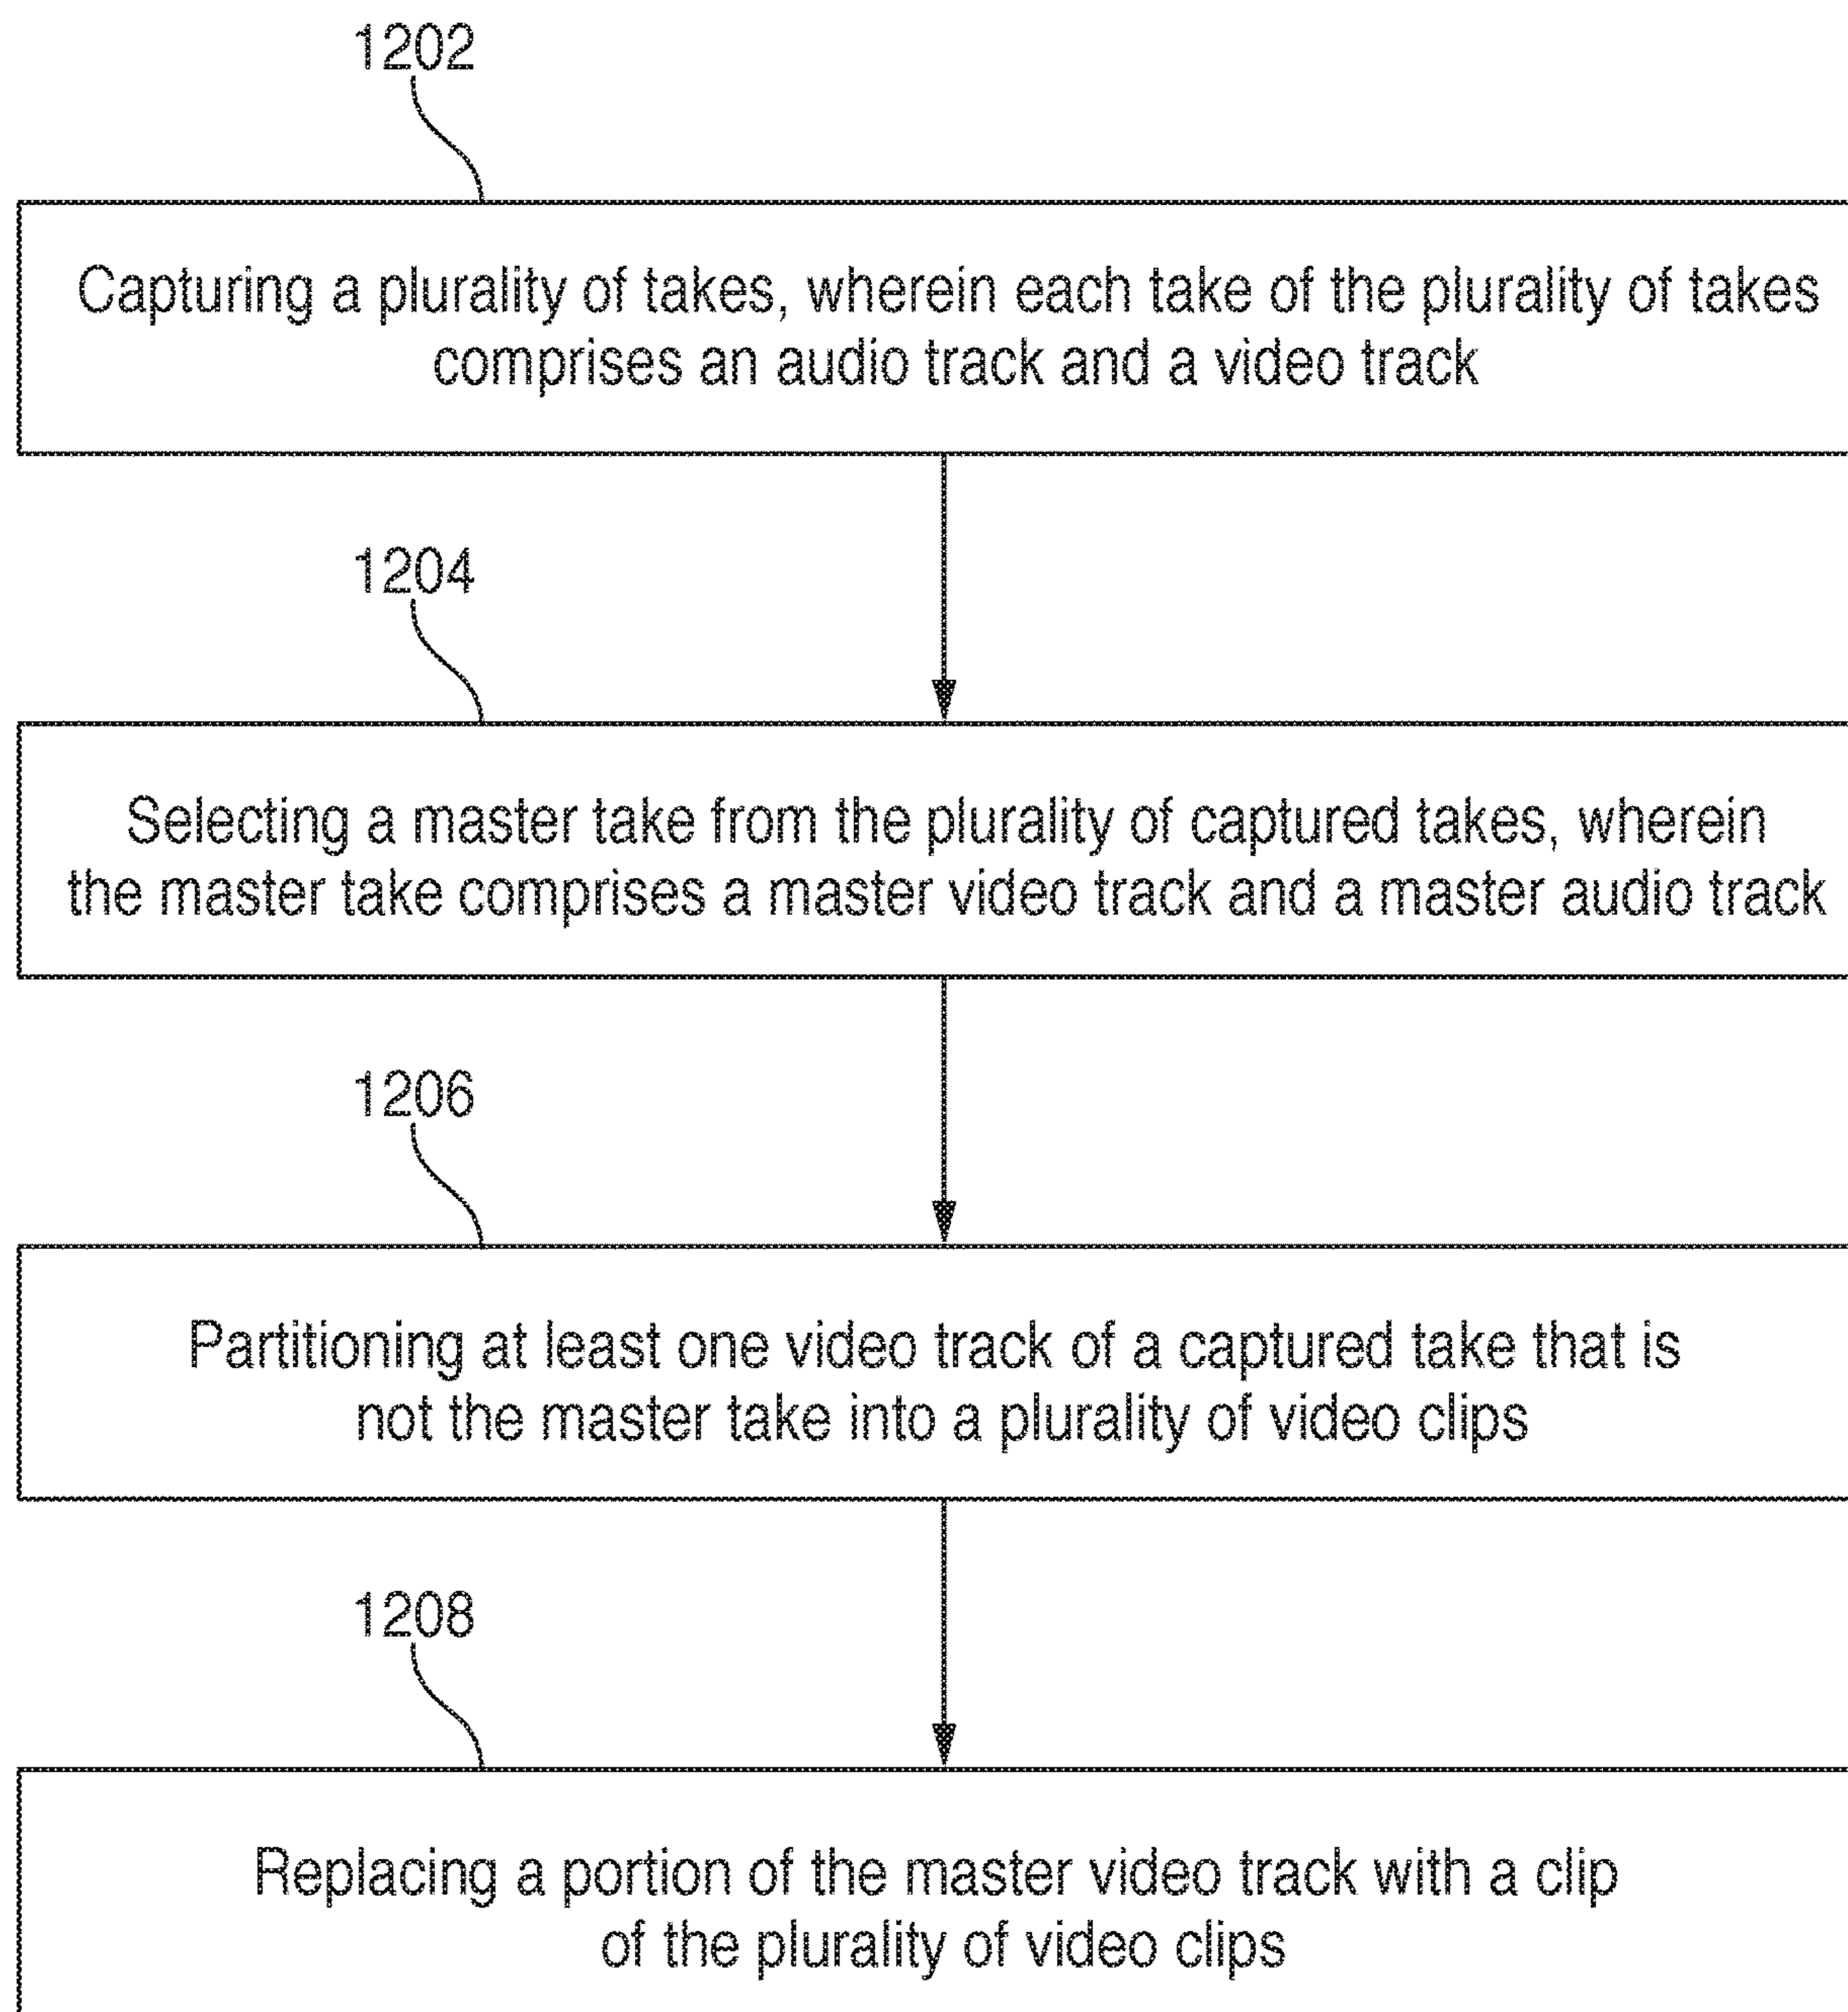 1202
Capturing a plurality of takes, wherein each take of the plurality of takes
comprises an audio track and a video track
1204
Selecting a master take from the plurality of captured takes, wherein
the master take comprises a master video track and a master audio track
1206
Partitioning at least one video track of a captured take that is
not the master take into a plurality of video clips
1208
Replacing a portion of the master video track with a clip
of the plurality of video clips